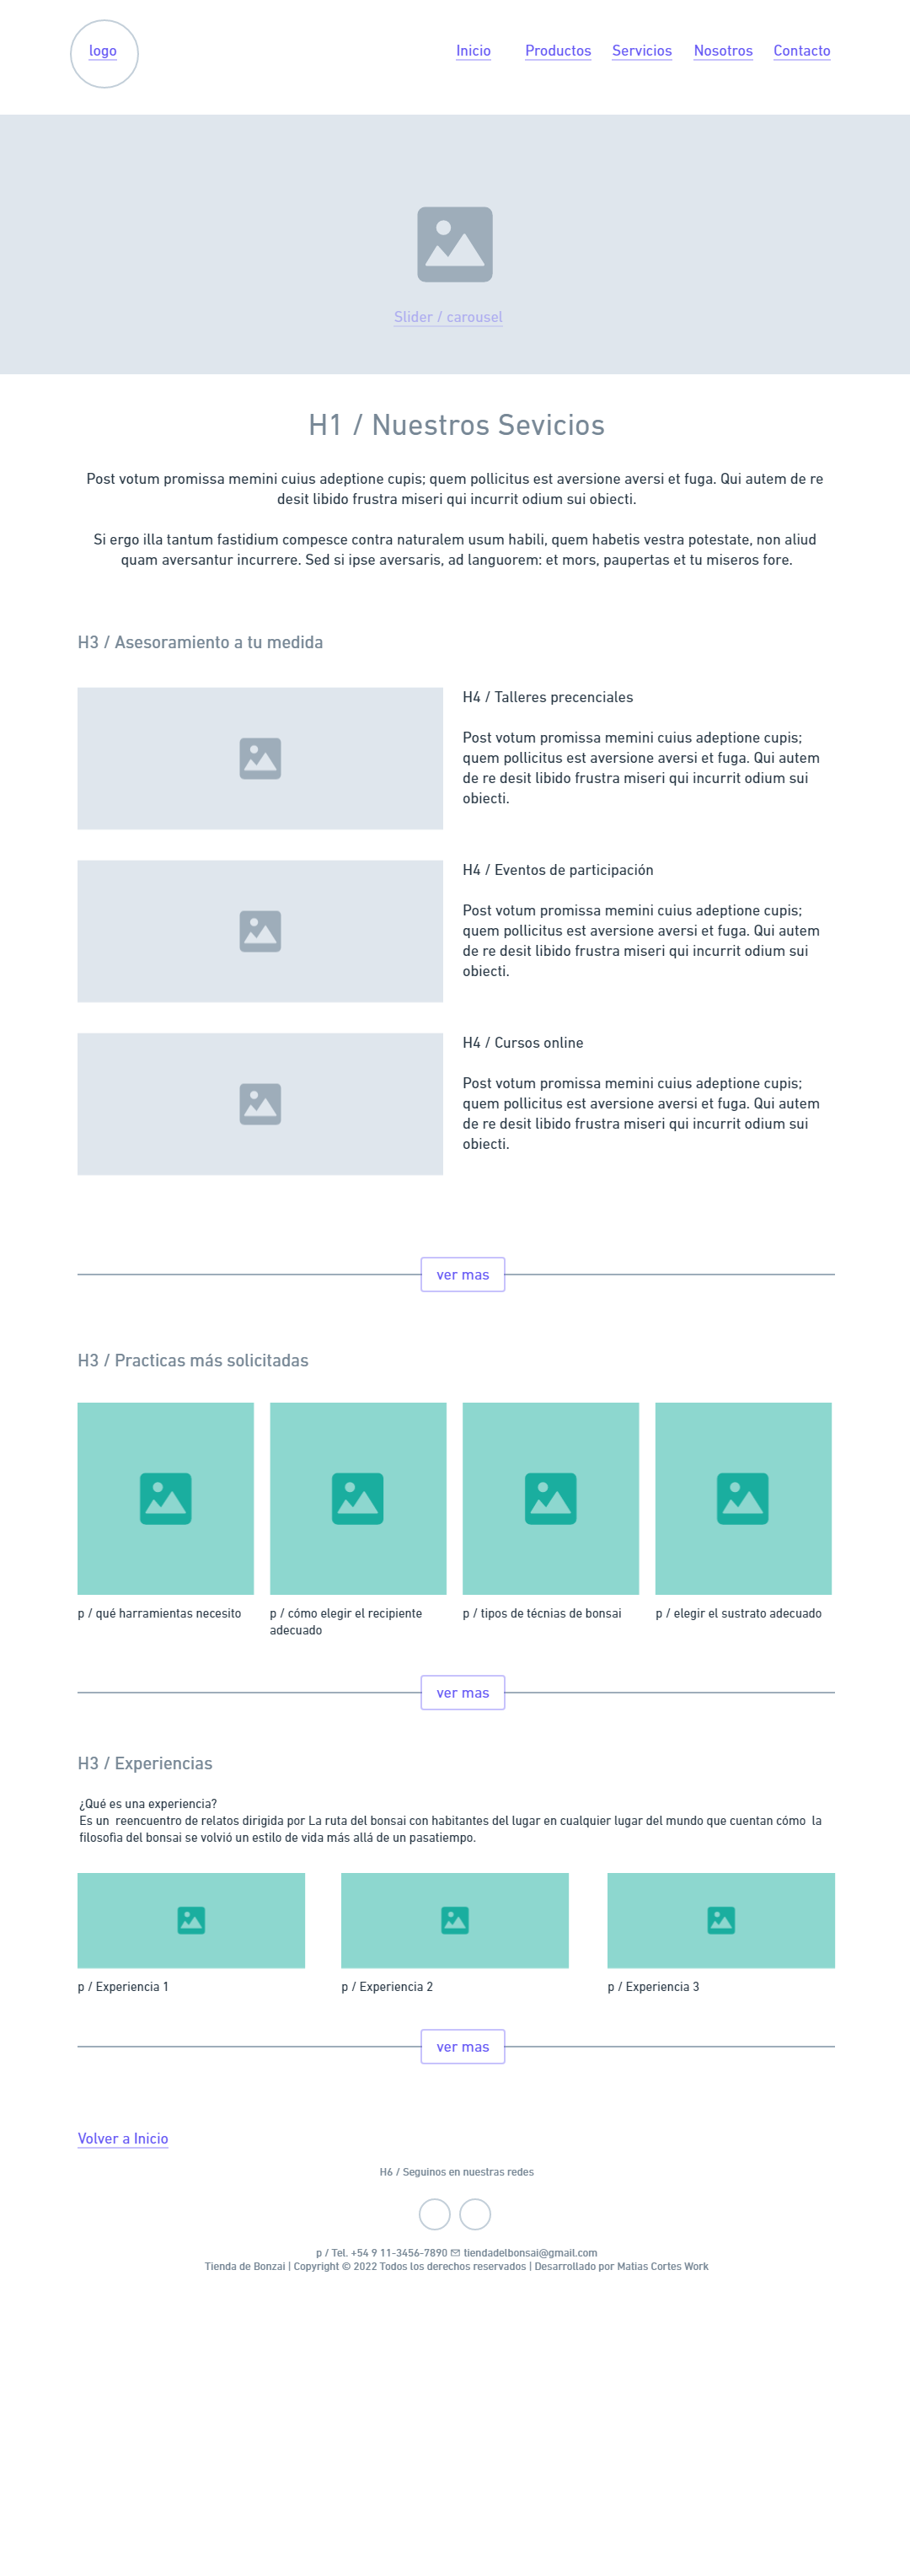 logo
Inicio
Productos
Servicios
Nosotros
Contacto
Slider / carousel
H1 / Nuestros Sevicios
Post votum promissa memini cuius adeptione cupis; quem pollicitus est aversione aversi et fuga. Qui autem de re
desit libido frustra miseri qui incurrit odium sui obiecti.
Si ergo illa tantum fastidium compesce contra naturalem usum habili, quem habetis vestra potestate, non aliud
quam aversantur incurrere. Sed si ipse aversaris, ad languorem: et mors, paupertas et tu miseros fore.
H3 / Asesoramiento a tu medida
H4 / Talleres precenciales
Post votum promissa memini cuius adeptione cupis;
quem pollicitus est aversione aversi et fuga. Qui autem
de re desit libido frustra miseri qui incurrit odium sui
obiecti.
H4 / Eventos de participación
Post votum promissa memini cuius adeptione cupis;
quem pollicitus est aversione aversi et fuga. Qui autem
de re desit libido frustra miseri qui incurrit odium sui
obiecti.
H4 / Cursos online
Post votum promissa memini cuius adeptione cupis;
quem pollicitus est aversione aversi et fuga. Qui autem
de re desit libido frustra miseri qui incurrit odium sui
obiecti.
ver mas
H3 / Practicas más solicitadas
p / qué harramientas necesito
p / cómo elegir el recipiente
adecuado
p / tipos de técnias de bonsai
p / elegir el sustrato adecuado
ver mas
H3 / Experiencias
¿Qué es una experiencia?
Es un  reencuentro de relatos dirigida por La ruta del bonsai con habitantes del lugar en cualquier lugar del mundo que cuentan cómo  la
filosofia del bonsai se volvió un estilo de vida más allá de un pasatiempo.
p / Experiencia 1
p / Experiencia 2
p / Experiencia 3
ver mas
Volver a Inicio
H6 / Seguinos en nuestras redes
p / Tel. +54 9 11-3456-7890 ✉ tiendadelbonsai@gmail.com
Tienda de Bonzai | Copyright © 2022 Todos los derechos reservados | Desarrollado por Matias Cortes Work